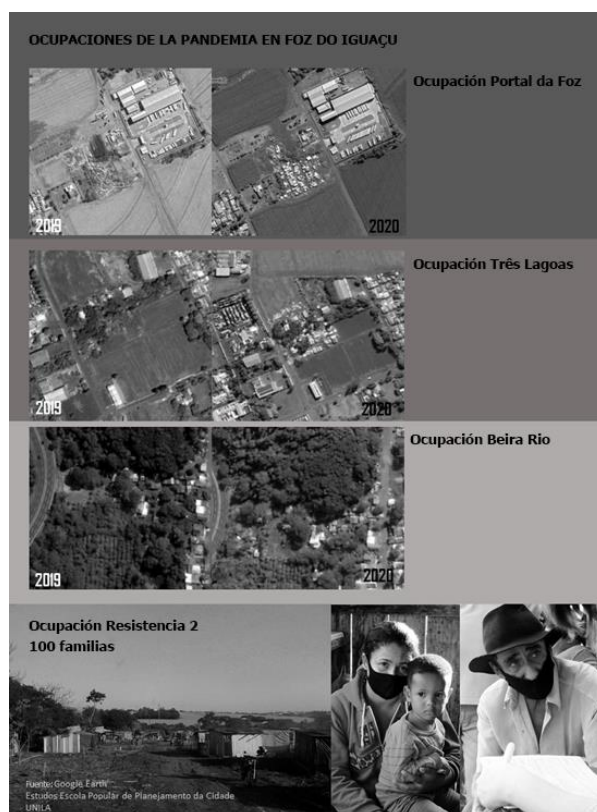 OCUPACIONES DE LA PANDEMIA EN FOZ DO IGUAÇU
Ocupación Portal da Foz
2019
2020
Ocupación Três Lagoas
2019
2020
Ocupación Beira Rio
2019
2020
Ocupación Resistencia 2
100 familias
Fuente: Google Earth
Estudos Escola Popular de Planejamento da Cidade
UNILA